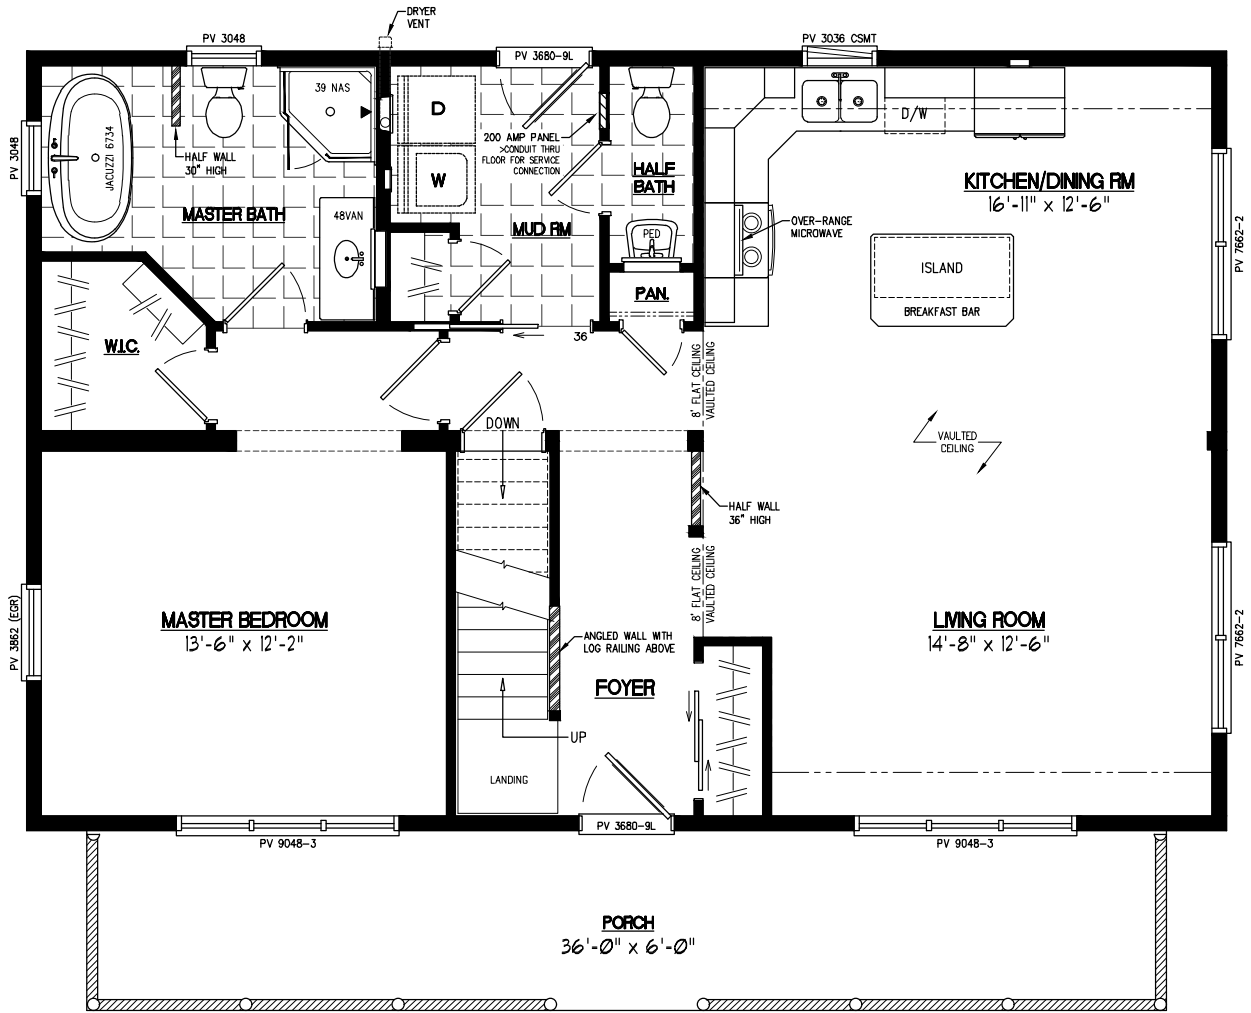 DRYER
VENT
PV 3048
PV 3680-9L
PV 3036 CSMT
39 NAS
D
D/W
200 AMP PANEL
>CONDUIT THRU
FLOOR FOR SERVICE
CONNECTION
JACUZZI 6734
PV 3048
HALF WALL
30" HIGH
HALF
BATH
KITCHEN/DINING RM
16'-11" x 12'-6"
W
MASTER BATH
48VAN
MUD RM
PED
OVER-RANGE
MICROWAVE
PV 7662-2
ISLAND
BREAKFAST BAR
PAN.
36
W.I.C.
8' FLAT CEILING
VAULTED CEILING
DOWN
VAULTED
CEILING
HALF WALL
36" HIGH
8' FLAT CEILING
VAULTED CEILING
PV 3862 (EGR)
MASTER BEDROOM
13'-6" x 12'-2"
ANGLED WALL WITH
LOG RAILING ABOVE
LIVING ROOM
14'-8" x 12'-6"
PV 7662-2
FOYER
UP
LANDING
PV 9048-3
PV 3680-9L
PV 9048-3
PORCH
36'-0" x 6'-0"